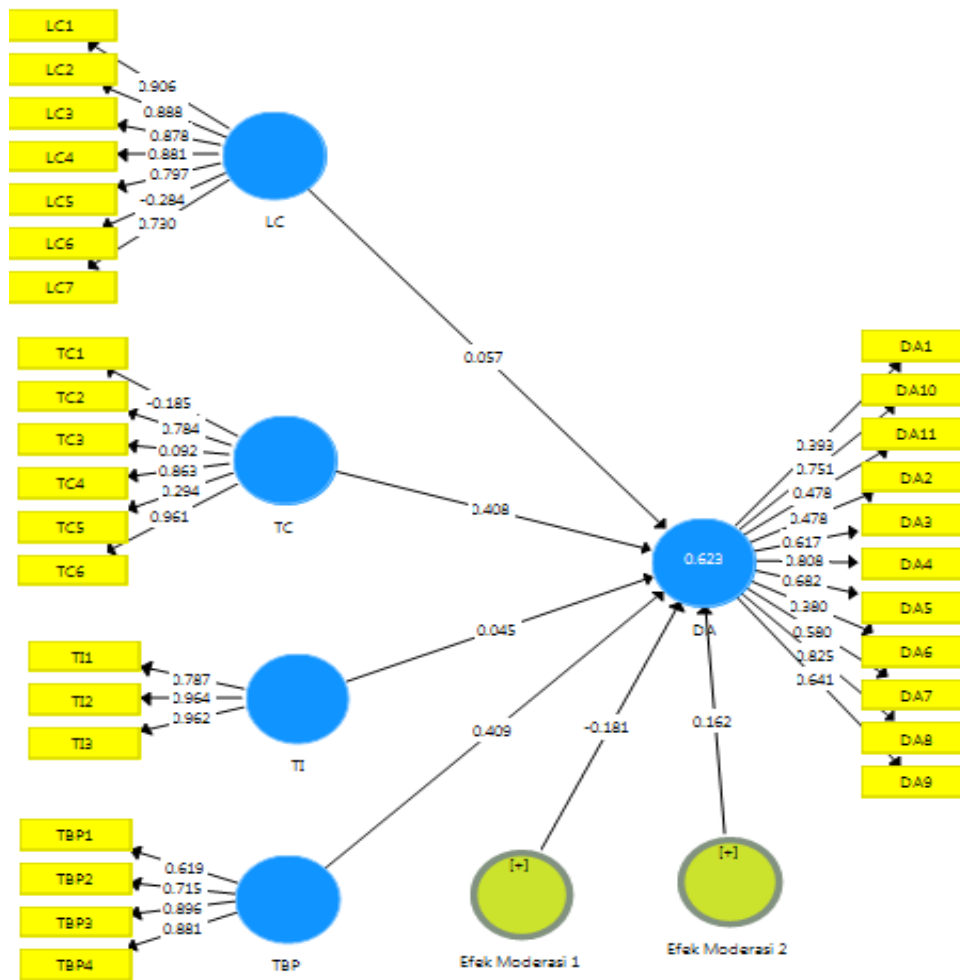 LC1
LC2
LC3
LC4
LC5
LC6
LC7
0.906
0.888
0.878
0.881
0.797
-0.284
0.730
LC
0.057
TC1
TC2
TC3
TC4
TC5
TC6
-0.185
0.784
0.092
0.863
0.294
0.961
TC
0.408
TI1
TI2
TI3
0.787
0.964
0.962
TI
0.045
TBP1
TBP2
TBP3
TBP4
0.619
0.715
0.896
0.881
TBP
0.409
[+]
Efek Moderasi 1
-0.181
[+]
Efek Moderasi 2
0.162
0.623
DA
0.393
0.751
0.478
0.478
0.617
0.808
0.682
0.380
0.580
0.825
0.641
DA1
DA10
DA11
DA2
DA3
DA4
DA5
DA6
DA7
DA8
DA9